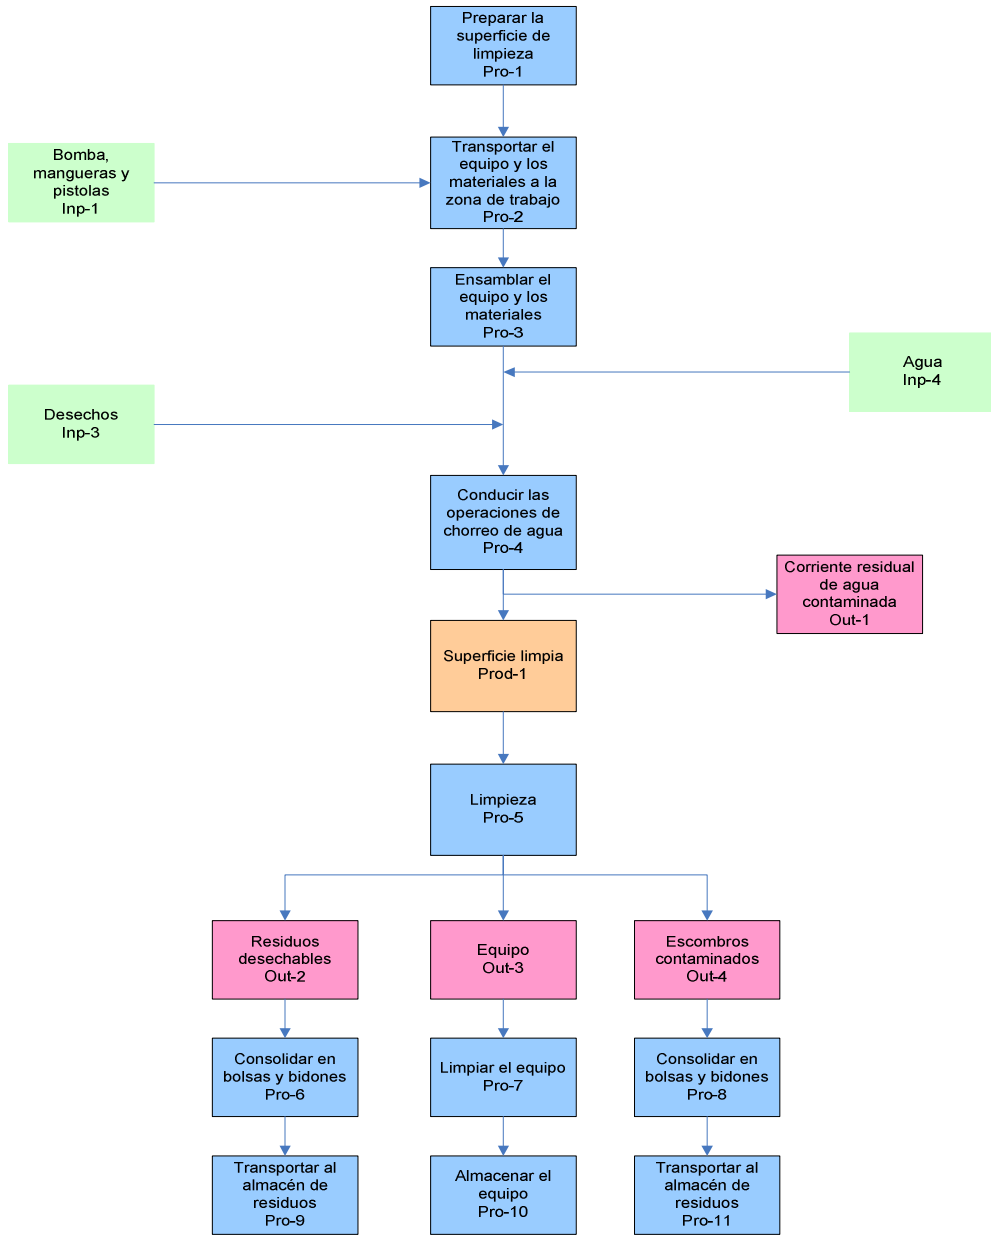 Preparar la
superficie de
limpieza
Pro-1
Bomba,
mangueras y
pistolas
Inp-1
Transportar el
equipo y los
materiales a la
zona de trabajo
Pro-2
Ensamblar el
equipo y los
materiales
Pro-3
Agua
Inp-4
Desechos
Inp-3
Conducir las
operaciones de
chorreo de agua
Pro-4
Corriente residual
de agua
contaminada
Out-1
Superficie limpia
Prod-1
Limpieza
Pro-5
Residuos
desechables
Out-2
Equipo
Out-3
Escombros
contaminados
Out-4
Consolidar en
bolsas y bidones
Pro-6
Limpiar el equipo
Pro-7
Consolidar en
bolsas y bidones
Pro-8
Transportar al
almacén de
residuos
Pro-9
Almacenar el
equipo
Pro-10
Transportar al
almacén de
residuos
Pro-11